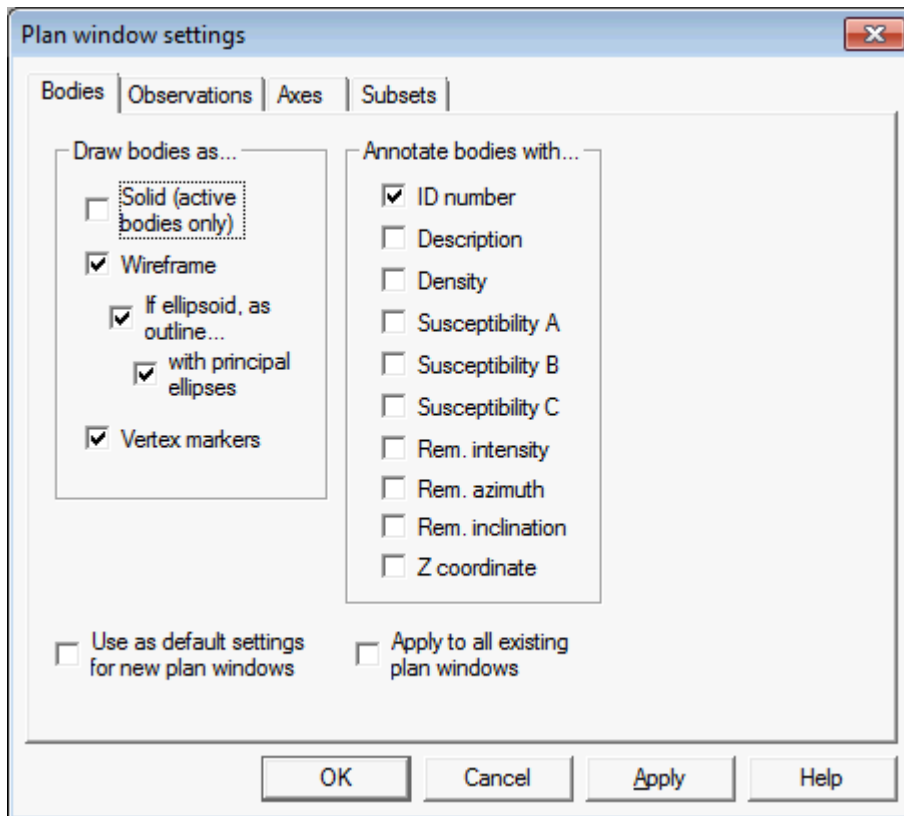 Plan window settings
Bodies
Observations
Axes
Subsets
Draw bodies as...
Solid (active
bodies only)
Wireframe
If ellipsoid, as
outline...
with principal
ellipses
Vertex markers
Annotate bodies with...
ID number
Description
Density
Susceptibility A
Susceptibility B
Susceptibility C
Rem. intensity
Rem. azimuth
Rem. inclination
Z coordinate
Use as default settings
for new plan windows
Apply to all existing
plan windows
OK
Cancel
Apply
Help